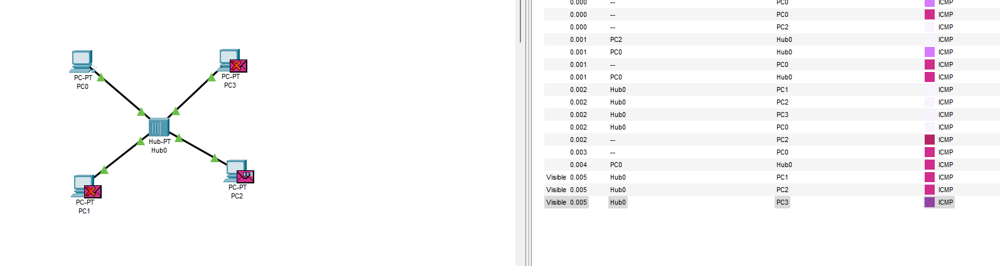 PC-PT
PC0
PC-PT
PC3
Hub-PT
Hub0
PC-PT
PC1
PC-PT
PC2
0.000 -- PC0 ICMP
0.000 -- PC0 ICMP
0.000 -- PC2 ICMP
0.001 PC2 Hub0 ICMP
0.001 PC0 Hub0 ICMP
0.001 -- PC0 ICMP
0.001 PC0 Hub0 ICMP
0.002 Hub0 PC1 ICMP
0.002 Hub0 PC2 ICMP
0.002 Hub0 PC3 ICMP
0.002 Hub0 PC0 ICMP
0.002 -- PC2 ICMP
0.003 -- PC0 ICMP
0.004 PC0 Hub0 ICMP
Visible 0.005 Hub0 PC1 ICMP
Visible 0.005 Hub0 PC2 ICMP
Visible 0.005 Hub0 PC3 ICMP